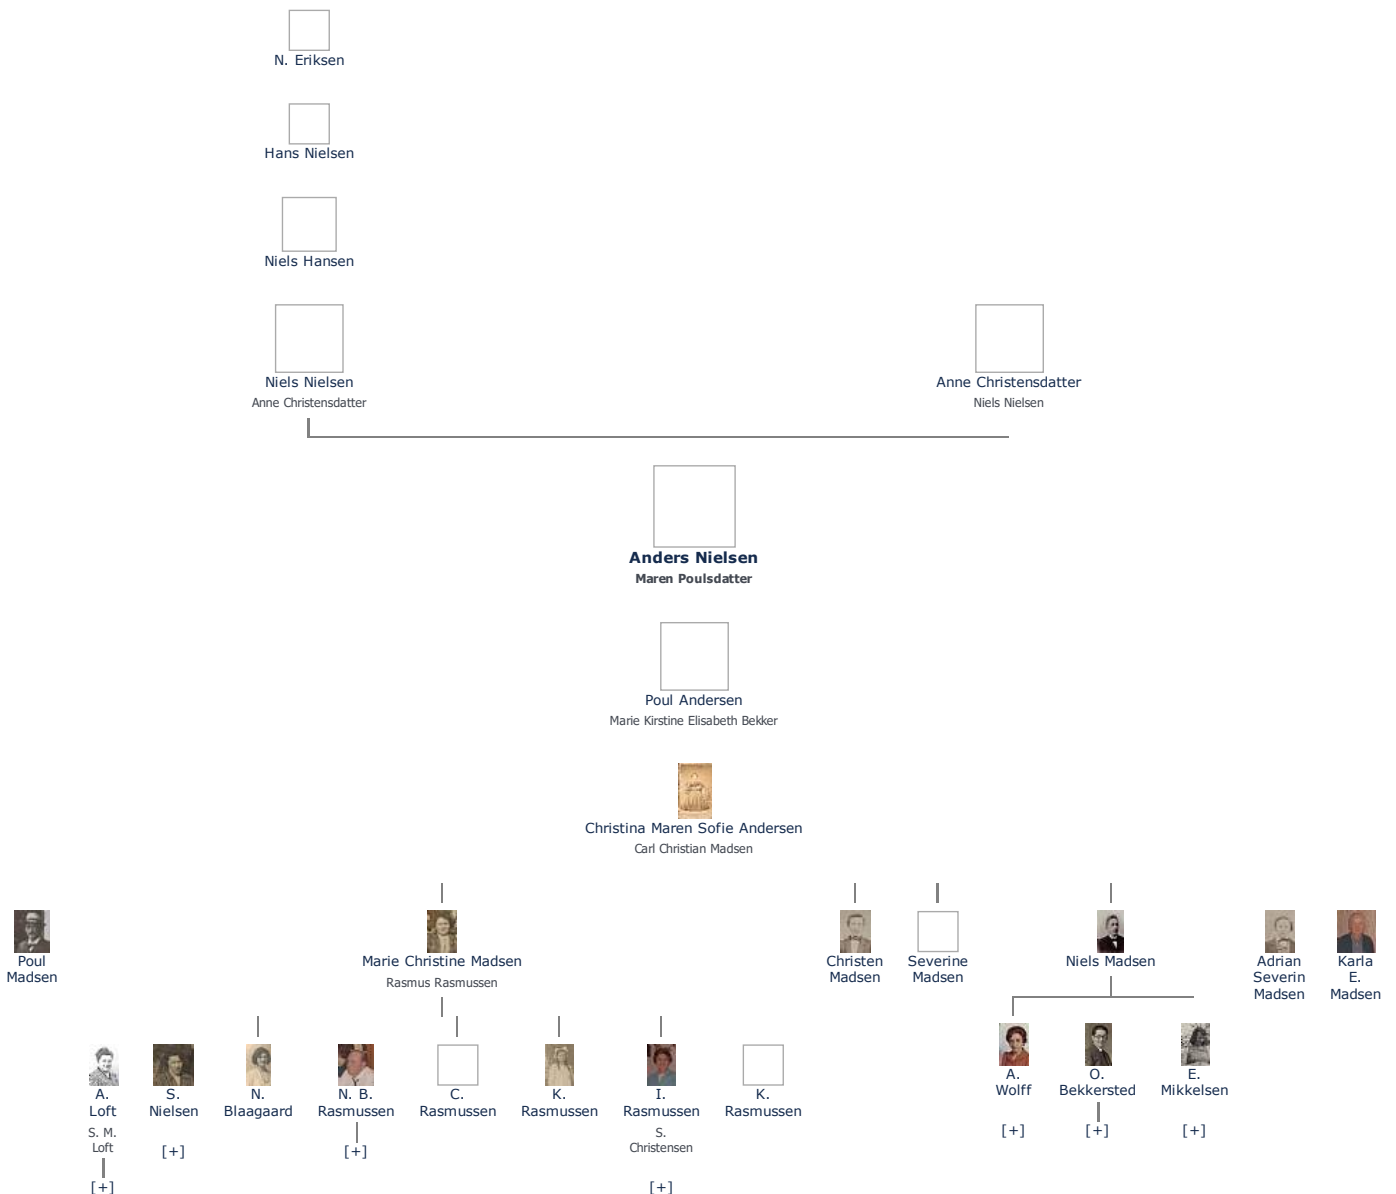 N. Eriksen
Hans Nielsen
Niels Hansen
Niels Nielsen
Anne Christensdatter
Anne Christensdatter
Niels Nielsen
Anders Nielsen
Maren Poulsdatter
Poul Andersen
Marie Kirstine Elisabeth Bekker
Christina Maren Sofie Andersen
Carl Christian Madsen
Poul
Madsen
Marie Christine Madsen
Rasmus Rasmussen
Christen
Madsen
Severine
Madsen
Niels Madsen
Adrian
Severin
Madsen
Karla
E.
Madsen
A.
Loft
S. M.
Loft
[+]
S.
Nielsen
[+]
N.
Blaagaard
N. B.
Rasmussen
[+]
C.
Rasmussen
K.
Rasmussen
I.
Rasmussen
S.
Christensen
[+]
K.
Rasmussen
A.
Wolff
[+]
O.
Bekkersted
[+]
E.
Mikkelsen
[+]